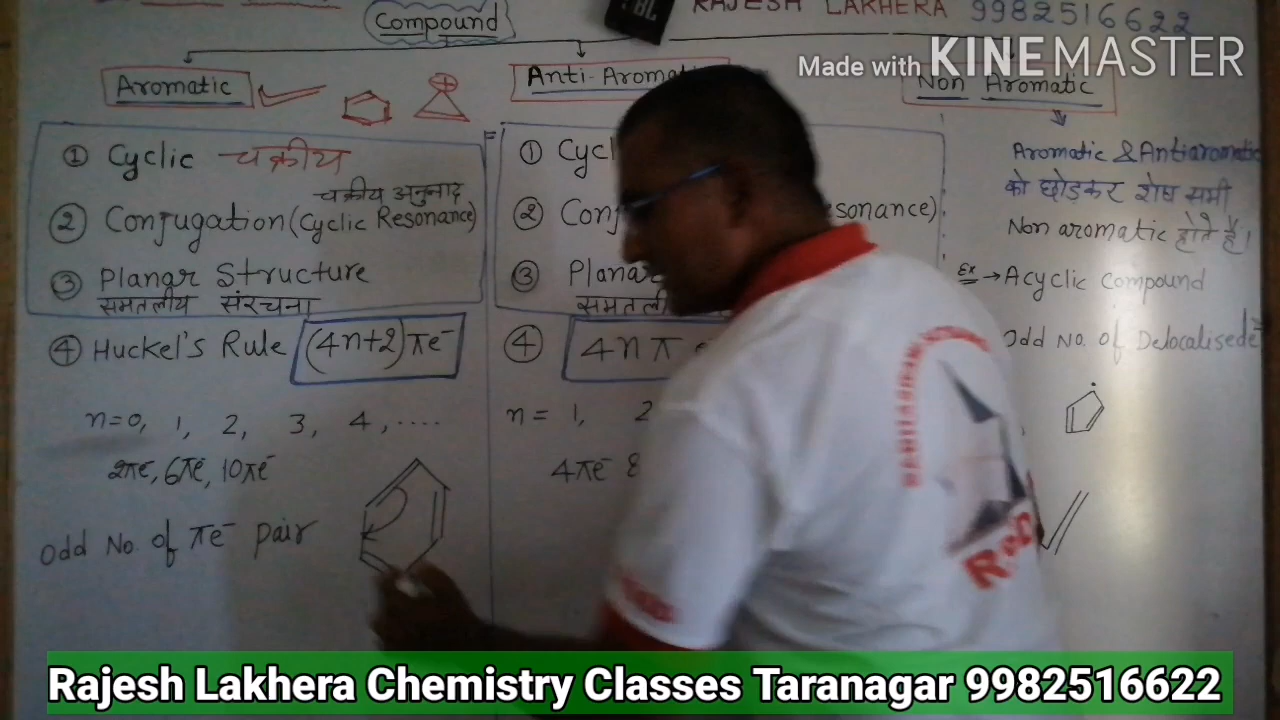 Compound
RAJESH LAKHERA 9982516622
Made with KINEMASTER
Aromatic
Anti-Aromati
Non Aromatic
① Cyclic चक्रीय
चक्रीय अनुनाद
② Conjugation (Cyclic Resonance)
③ Planar Structure
समतलीय संरचना
④ Huckel's Rule (4n+2)πe⁻
n=0, 1, 2, 3, 4, ....
2πe⁻, 6πe⁻, 10πe⁻
Odd No. of πe⁻ pair
① Cycl
② Con esonance)
③ Planar
समतली
④ 4nπ
n = 1, 2
4πe⁻ 8
Aromatic & Antiaromatic
को छोड़कर शेष सभी
Non aromatic होते हैं।
Ex → Acyclic Compound
Odd No. of Delocalised e⁻
Rajesh Lakhera Chemistry Classes Taranagar 9982516622